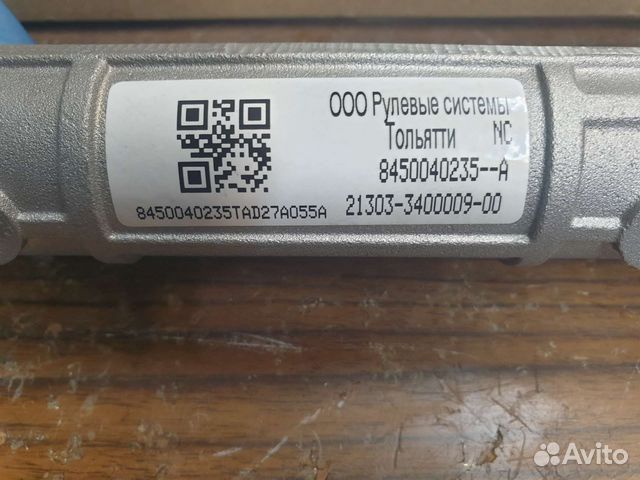 ООО Рулевые системы
Тольятти NC
8450040235--A
8450040235TAD27A055A 21303-3400009-00
Avito